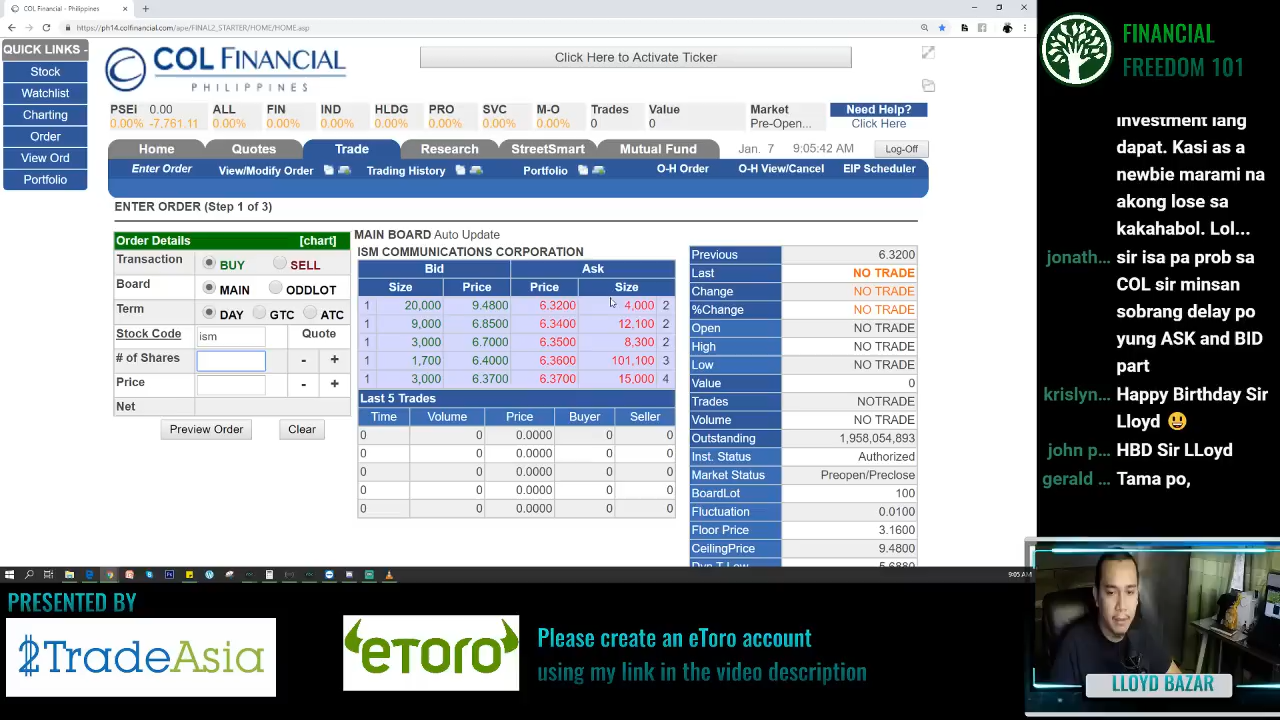 COL Financial - Philippines
https://ph14.colfinancial.com/ape/FINAL2_STARTER/HOME/HOME.asp
QUICK LINKS -
Stock
Watchlist
Charting
Order
View Ord
Portfolio
COL FINANCIAL
PHILIPPINES
Click Here to Activate Ticker
PSEi 0.00 ALL FIN IND HLDG PRO SVC M-O Trades Value Market Need Help?
0.00% -7,761.11 0.00% 0.00% 0.00% 0.00% 0.00% 0.00% 0.00% 0 0 Pre-Open... Click Here
Home Quotes Trade Research StreetSmart Mutual Fund Jan. 7 9:05:42 AM Log-Off
Enter Order View/Modify Order Trading History Portfolio O-H Order O-H View/Cancel EIP Scheduler
ENTER ORDER (Step 1 of 3)
Order Details [chart]
Transaction BUY SELL
Board MAIN ODDLOT
Term DAY GTC ATC
Stock Code ism Quote
# of Shares - +
Price - +
Net
Preview Order Clear
MAIN BOARD Auto Update
ISM COMMUNICATIONS CORPORATION
Bid Ask
Size Price Price Size
1 20,000 9.4800 6.3200 4,000 2
1 9,000 6.8500 6.3400 12,100 2
1 3,000 6.7000 6.3500 8,300 2
1 1,700 6.4000 6.3600 101,100 3
1 3,000 6.3700 6.3700 15,000 4
Last 5 Trades
Time Volume Price Buyer Seller
0 0 0.0000 0 0
0 0 0.0000 0 0
0 0 0.0000 0 0
0 0 0.0000 0 0
0 0 0.0000 0 0
Previous 6.3200
Last NO TRADE
Change NO TRADE
%Change NO TRADE
Open NO TRADE
High NO TRADE
Low NO TRADE
Value 0
Trades NOTRADE
Volume NO TRADE
Outstanding 1,958,054,893
Inst. Status Authorized
Market Status Preopen/Preclose
BoardLot 100
Fluctuation 0.0100
Floor Price 3.1600
CeilingPrice 9.4800
9:05 AM
FINANCIAL
FREEDOM 101
investment lang
dapat. Kasi as a
newbie marami na
akong lose sa
kakahabol. Lol...
jonath... sir isa pa prob sa
COL sir minsan
sobrang delay po
yung ASK and BID
part
krislyn... Happy Birthday Sir
Lloyd 😃
john p... HBD Sir LLoyd
gerald ... Tama po,
PRESENTED BY
2TradeAsia
eToro
Please create an eToro account
using my link in the video description
LLOYD BAZAR